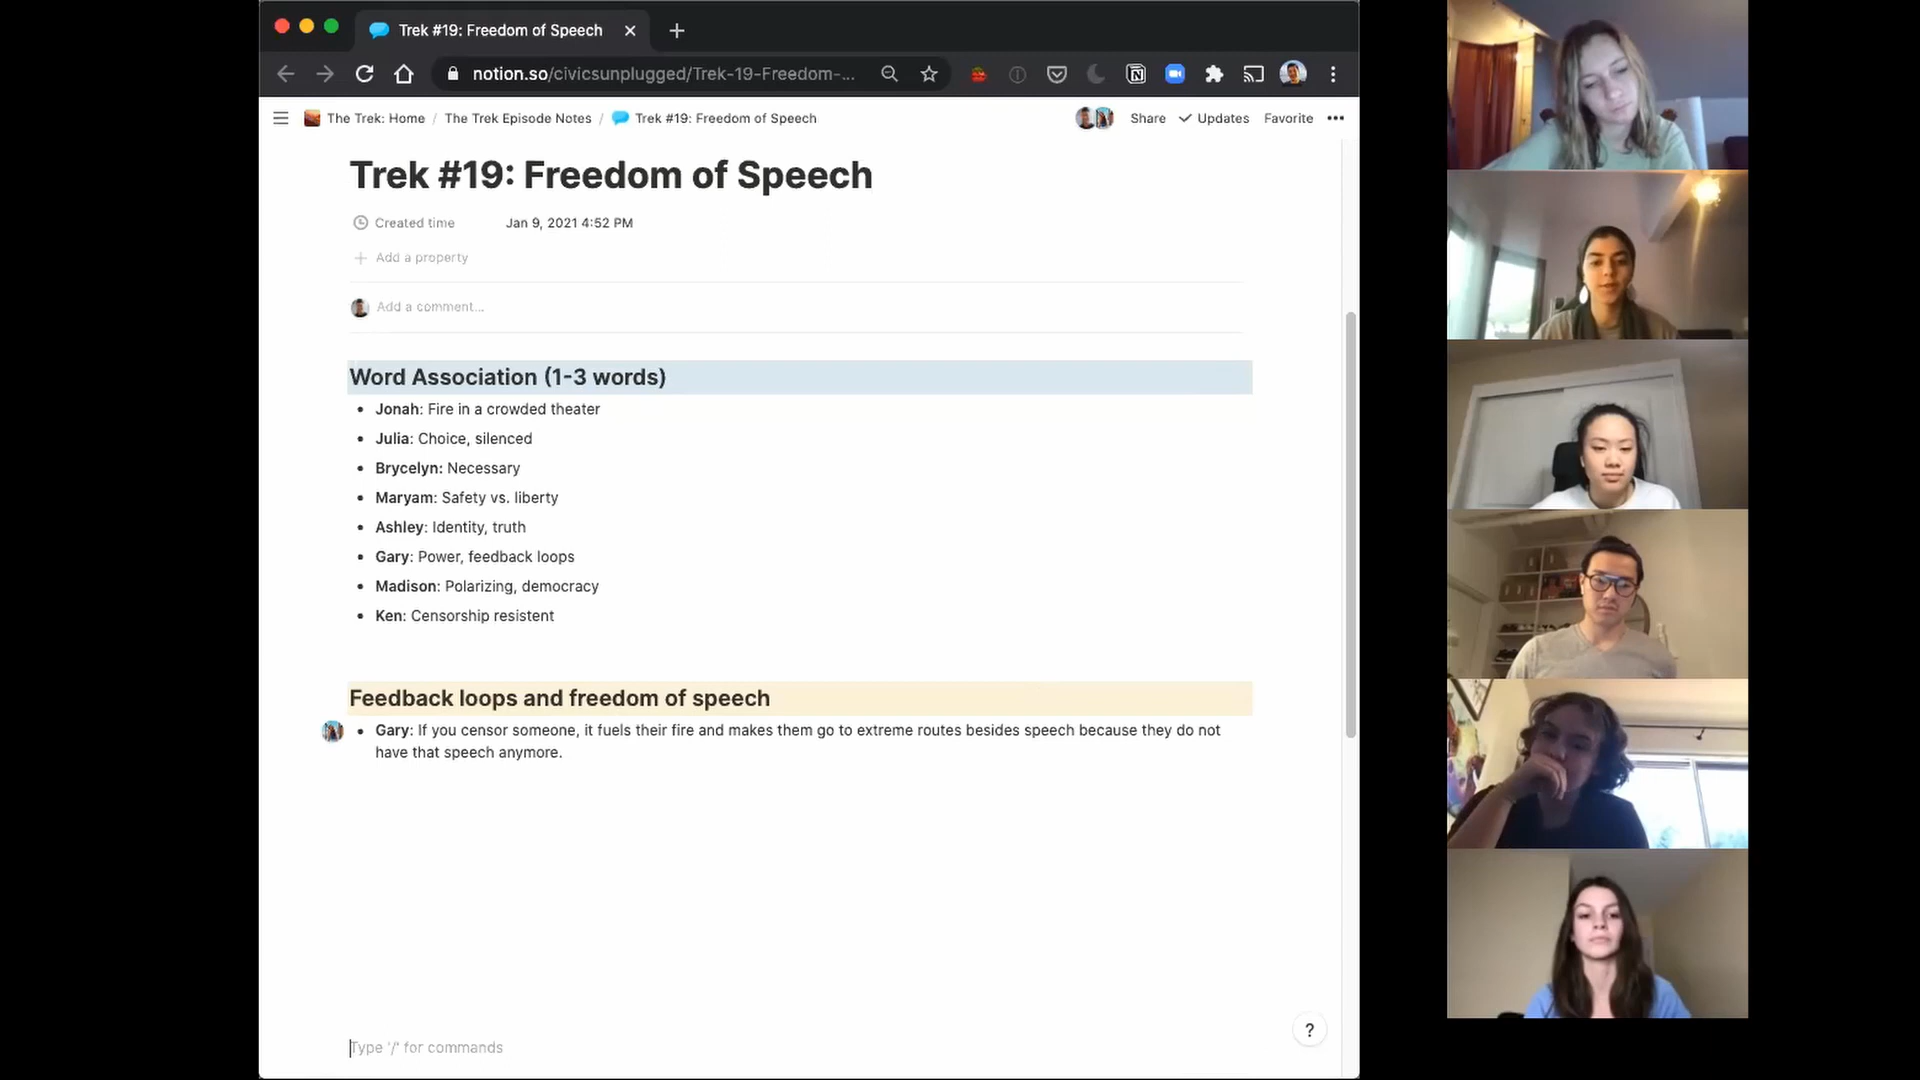 Trek #19: Freedom of Speech
notion.so/civicsunplugged/Trek-19-Freedom-...
The Trek: Home / The Trek Episode Notes / Trek #19: Freedom of Speech
Share Updates Favorite
Trek #19: Freedom of Speech
Created time Jan 9, 2021 4:52 PM
Add a property
Add a comment...
Word Association (1-3 words)
• Jonah: Fire in a crowded theater
• Julia: Choice, silenced
• Brycelyn: Necessary
• Maryam: Safety vs. liberty
• Ashley: Identity, truth
• Gary: Power, feedback loops
• Madison: Polarizing, democracy
• Ken: Censorship resistent
Feedback loops and freedom of speech
• Gary: If you censor someone, it fuels their fire and makes them go to extreme routes besides speech because they do not
have that speech anymore.
?
Type '/' for commands